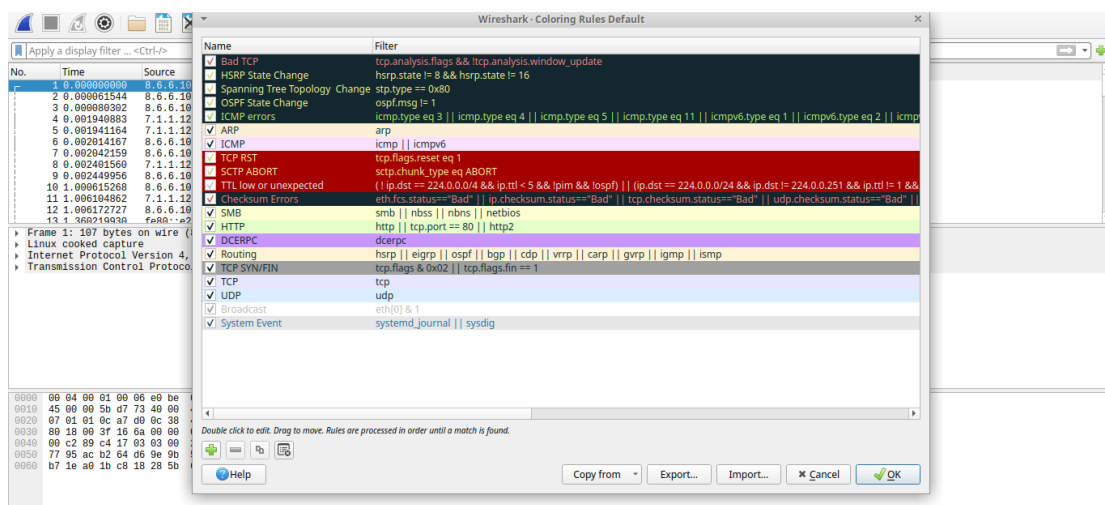 Wireshark · Coloring Rules Default
Apply a display filter ... <Ctrl-/>
No. Time Source
1 0.000000000 8.6.6.10
2 0.000061544 8.6.6.10
3 0.000080302 8.6.6.10
4 0.001940883 7.1.1.12
5 0.001941164 7.1.1.12
6 0.002014167 8.6.6.10
7 0.002042159 8.6.6.10
8 0.002401560 7.1.1.12
9 0.002449956 8.6.6.10
10 1.000615268 8.6.6.10
11 1.006104862 7.1.1.12
12 1.006172727 8.6.6.10
13 1.360219930 fe80::e2
Frame 1: 107 bytes on wire (
Linux cooked capture
Internet Protocol Version 4,
Transmission Control Protoco
0000 00 04 00 01 00 06 e0 be
0010 45 00 00 5b d7 73 40 00
0020 07 01 01 0c a7 d0 0c 38
0030 80 18 00 3f 16 6a 00 00
0040 00 c2 89 c4 17 03 03 00
0050 77 95 ac b2 64 d6 9e 9b
0060 b7 1e a0 1b c8 18 28 5b
Name Filter
Bad TCP tcp.analysis.flags && !tcp.analysis.window_update
HSRP State Change hsrp.state != 8 && hsrp.state != 16
Spanning Tree Topology Change stp.type == 0x80
OSPF State Change ospf.msg != 1
ICMP errors icmp.type eq 3 || icmp.type eq 4 || icmp.type eq 5 || icmp.type eq 11 || icmpv6.type eq 1 || icmpv6.type eq 2 || icmp
ARP arp
ICMP icmp || icmpv6
TCP RST tcp.flags.reset eq 1
SCTP ABORT sctp.chunk_type eq ABORT
TTL low or unexpected ( ! ip.dst == 224.0.0.0/4 && ip.ttl < 5 && !pim && !ospf) || (ip.dst == 224.0.0.0/24 && ip.dst != 224.0.0.251 && ip.ttl != 1 &&
Checksum Errors eth.fcs.status=="Bad" || ip.checksum.status=="Bad" || tcp.checksum.status=="Bad" || udp.checksum.status=="Bad" ||
SMB smb || nbss || nbns || netbios
HTTP http || tcp.port == 80 || http2
DCERPC dcerpc
Routing hsrp || eigrp || ospf || bgp || cdp || vrrp || carp || gvrp || igmp || ismp
TCP SYN/FIN tcp.flags & 0x02 || tcp.flags.fin == 1
TCP tcp
UDP udp
Broadcast eth[0] & 1
System Event systemd_journal || sysdig
Double click to edit. Drag to move. Rules are processed in order until a match is found.
Help Copy from Export... Import... Cancel OK